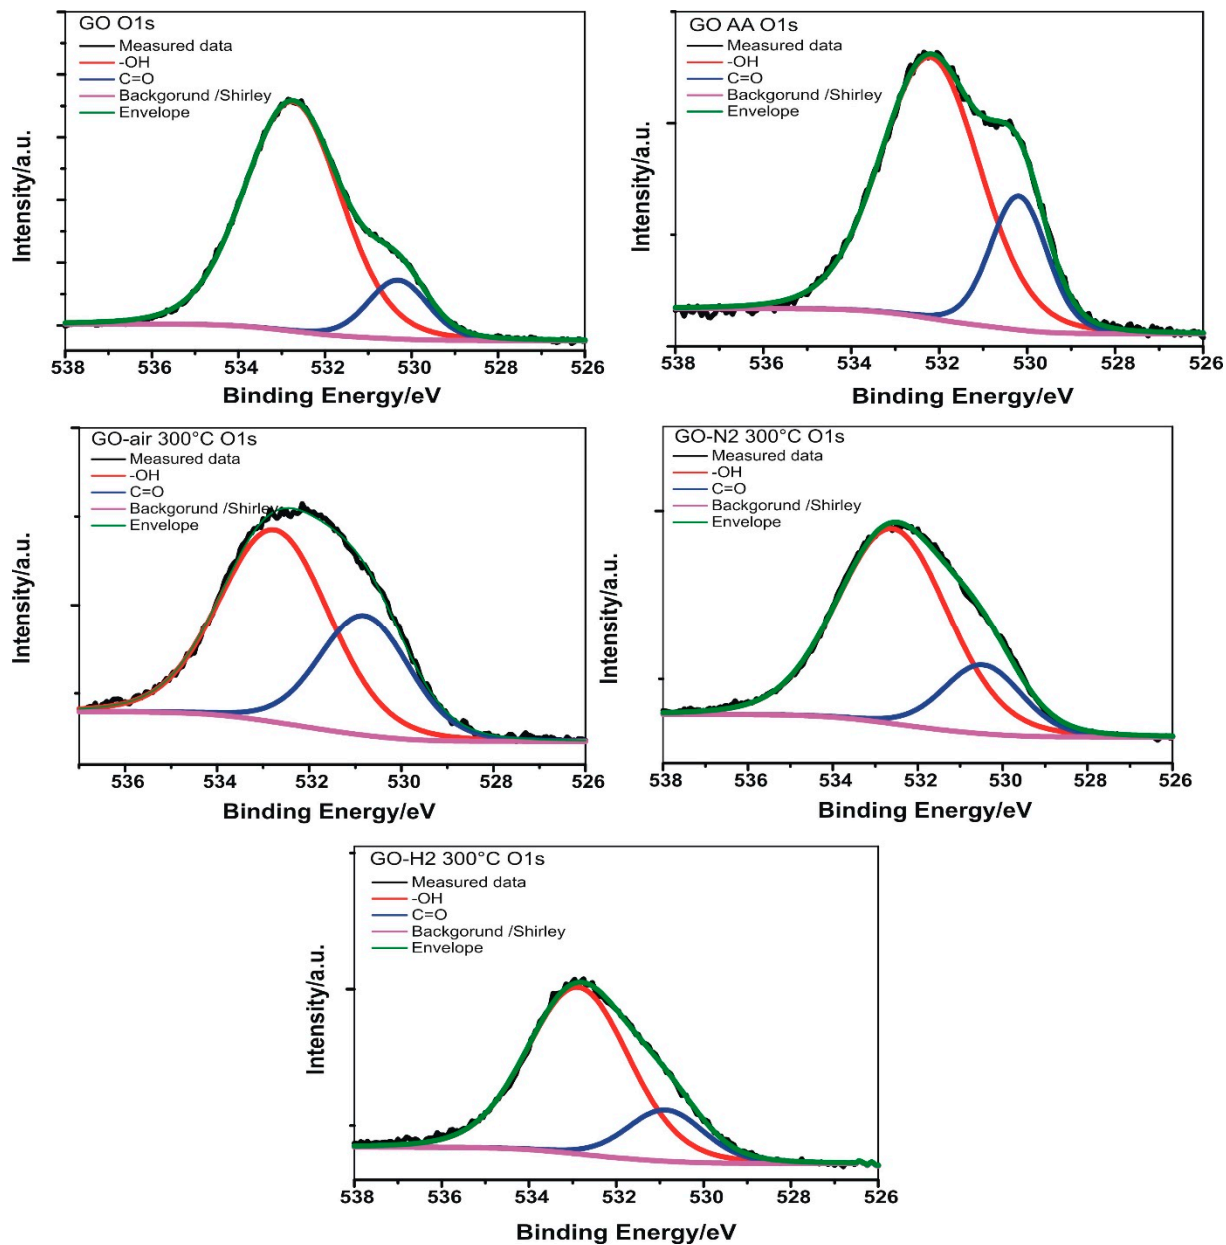 GO O1s
Measured data
-OH
C=O
Backgorund /Shirley
Envelope
Intensity/a.u.
538 536 534 532 530 528 526
Binding Energy/eV
GO AA O1s
Measured data
-OH
C=O
Backgorund /Shirley
Envelope
Intensity/a.u.
538 536 534 532 530 528 526
Binding Energy/eV
GO-air 300°C O1s
Measured data
-OH
C=O
Backgorund /Shirley
Envelope
Intensity/a.u.
536 534 532 530 528 526
Binding Energy/eV
GO-N2 300°C O1s
Measured data
-OH
C=O
Backgorund /Shirley
Envelope
Intensity/a.u.
538 536 534 532 530 528 526
Binding Energy/eV
GO-H2 300°C O1s
Measured data
-OH
C=O
Backgorund /Shirley
Envelope
Intensity/a.u.
538 536 534 532 530 528 526
Binding Energy/eV